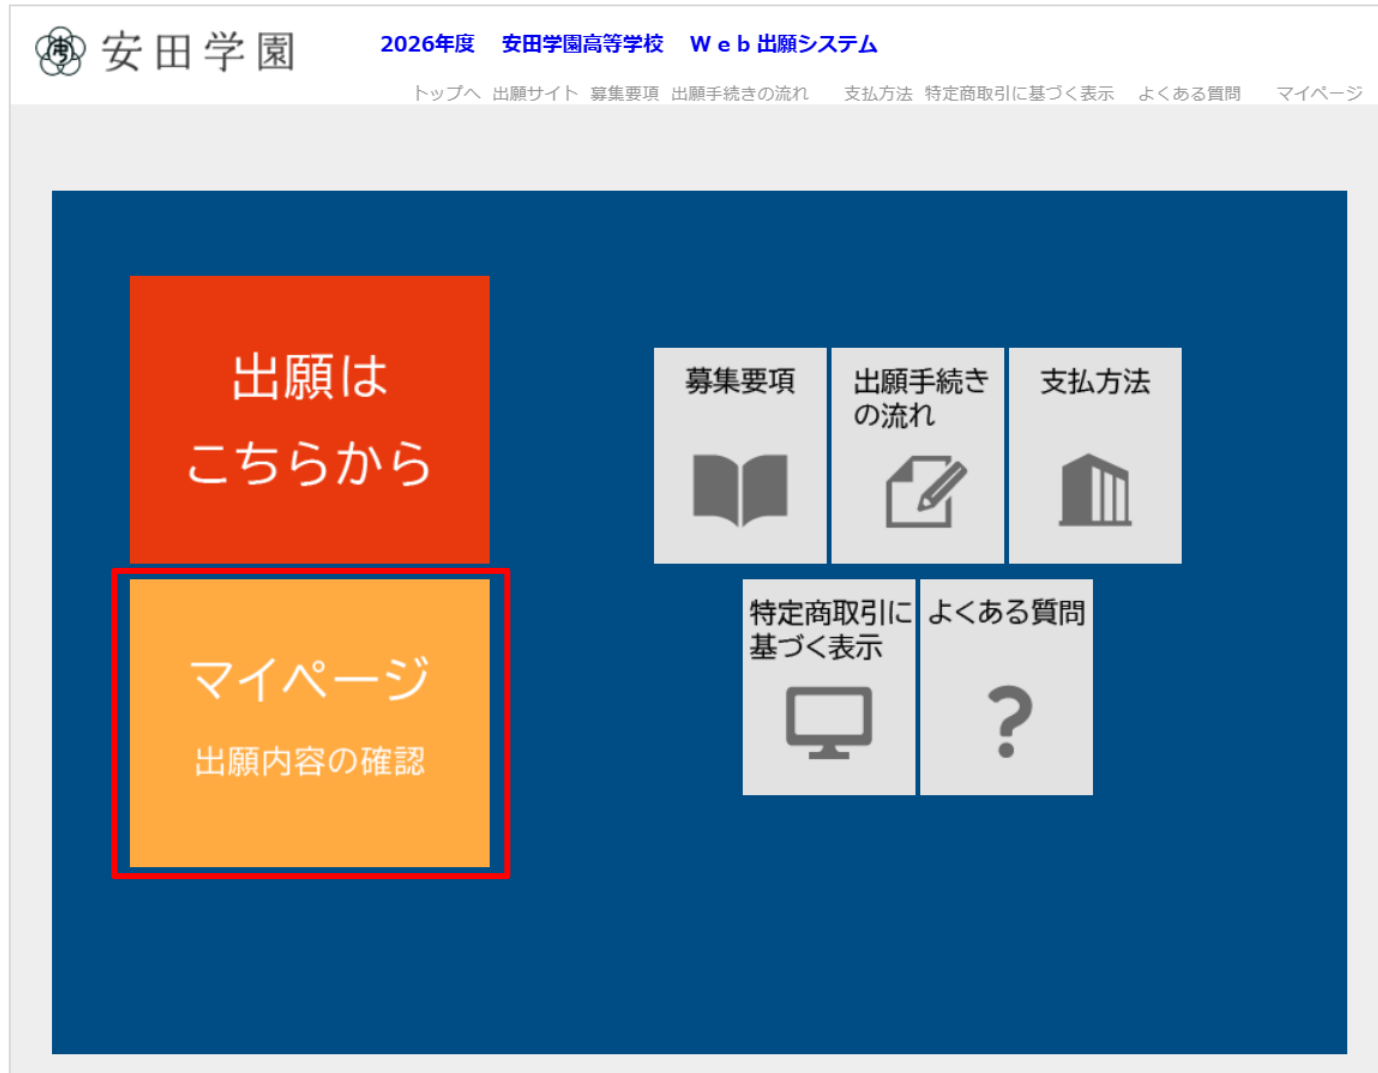 安田学園
2026年度 安田学園高等学校 Ｗｅｂ出願システム
トップへ 出願サイト 募集要項 出願手続きの流れ 支払方法 特定商取引に基づく表示 よくある質問 マイページ
出願は
こちらから
募集要項
出願手続き
の流れ
支払方法
マイページ
出願内容の確認
特定商取引に
基づく表示
よくある質問
?